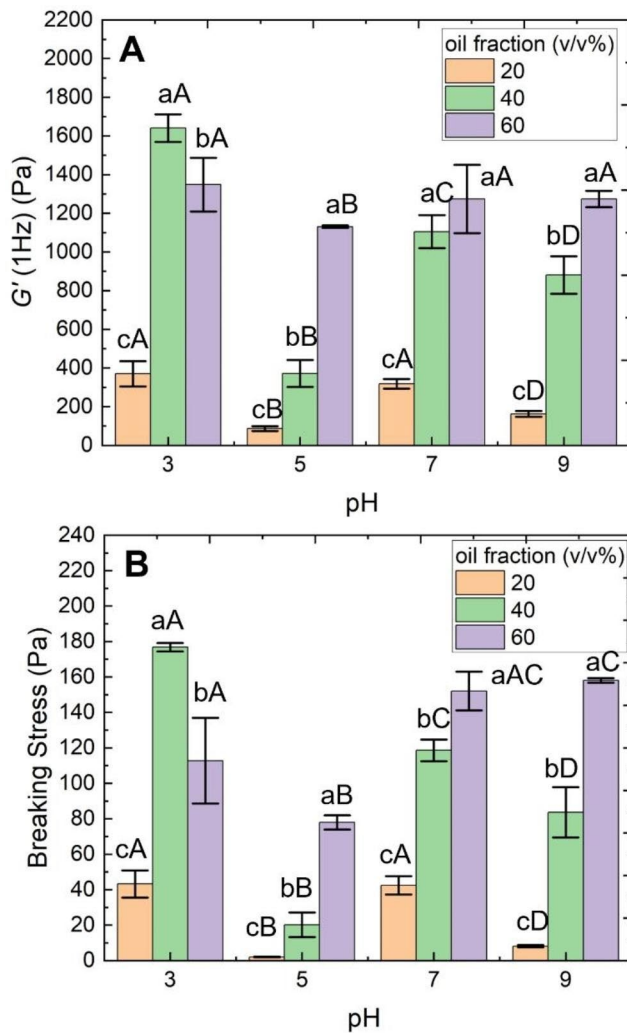 A
oil fraction (v/v%)
20
40
60
G′ (1Hz) (Pa)
2200
2000
1800
1600
1400
1200
1000
800
600
400
200
0
cA
aA
bA
cB
bB
aB
cA
aC
aA
cD
bD
aA
3
5
7
9
pH
B
oil fraction (v/v%)
20
40
60
Breaking Stress (Pa)
240
220
200
180
160
140
120
100
80
60
40
20
0
cA
aA
bA
cB
bB
aB
cA
bC
aAC
cD
bD
aC
3
5
7
9
pH